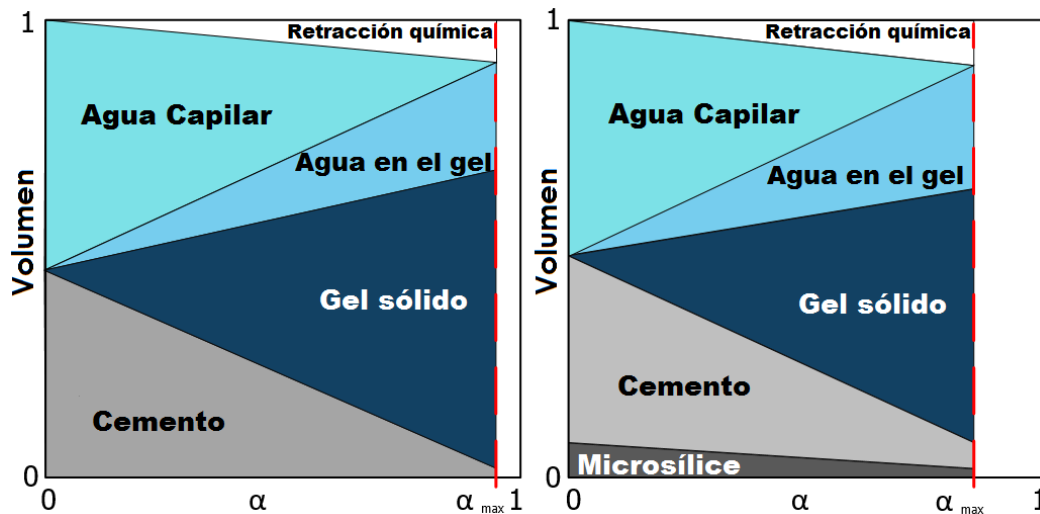 1
Retracción química
Agua Capilar
Agua en el gel
Volumen
Gel sólido
Cemento
0
0
α
α max
1
1
Retracción química
Agua Capilar
Agua en el gel
Volumen
Gel sólido
Cemento
Microsílice
0
0
α
α max
1